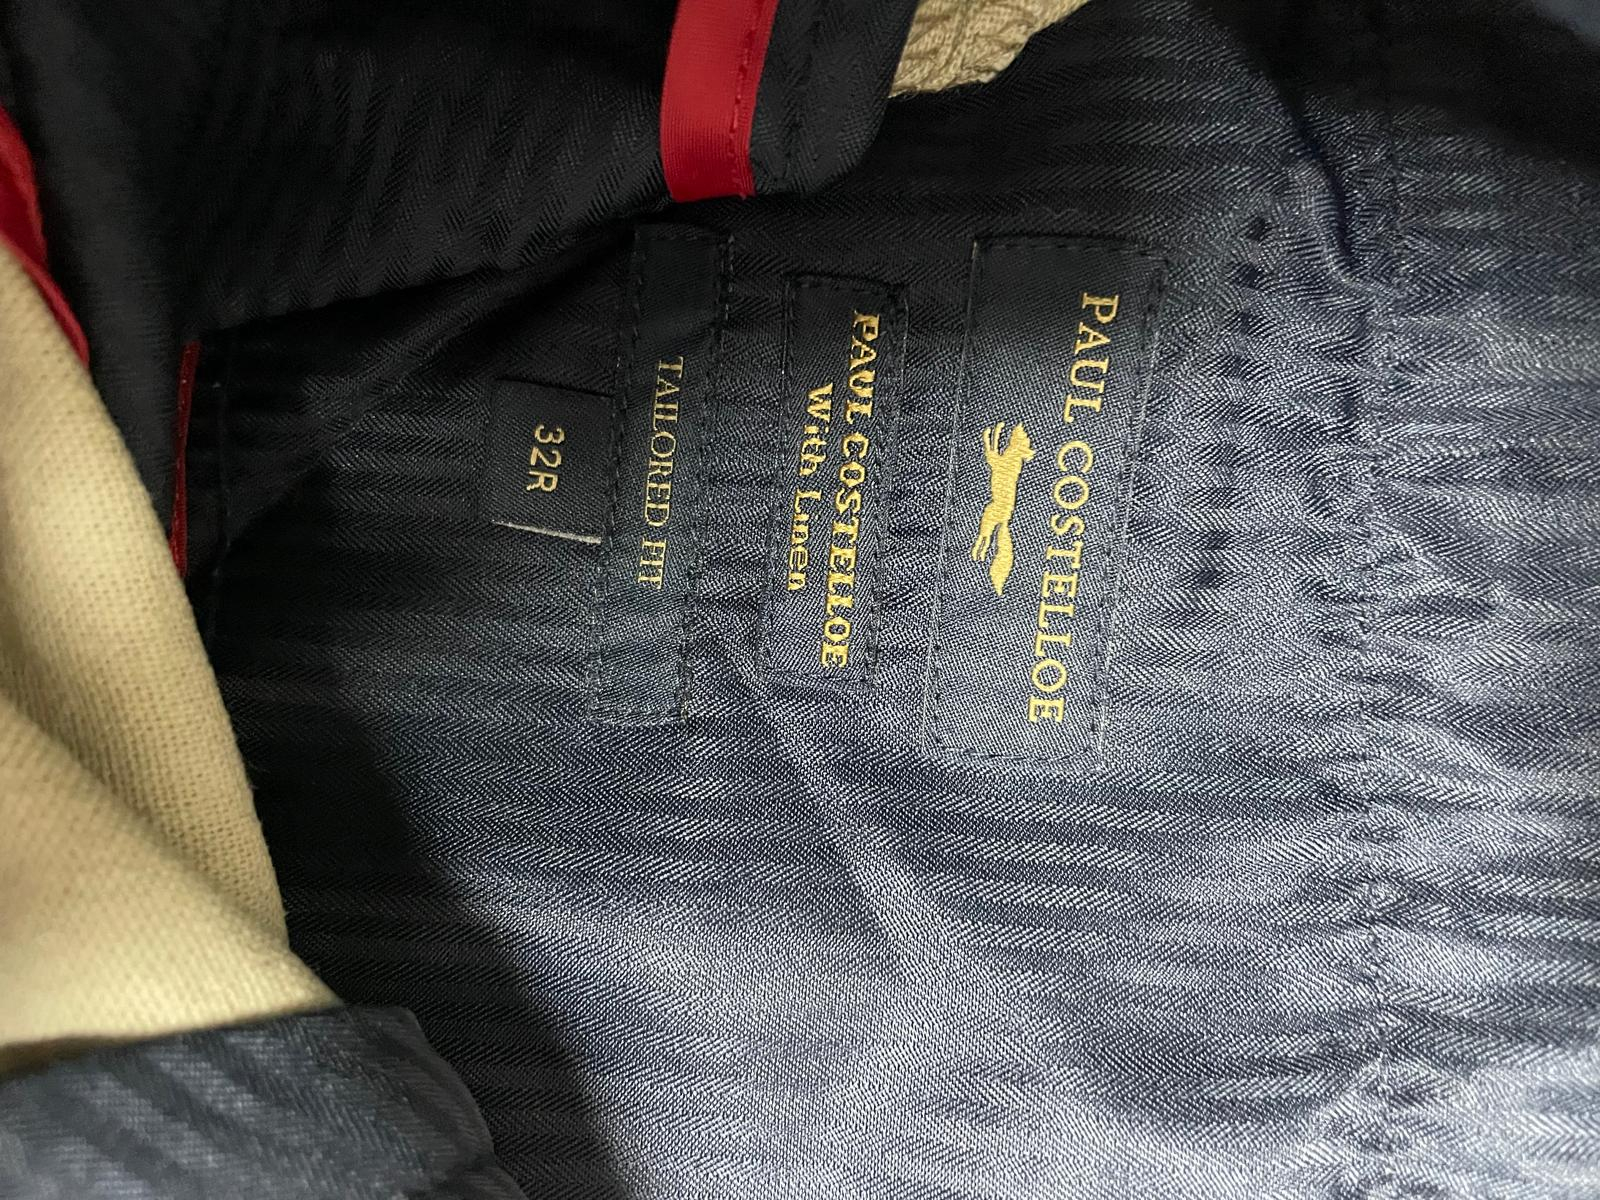 PAUL COSTELLOE
PAUL COSTELLOE
With Linen
TAILORED FIT
32R